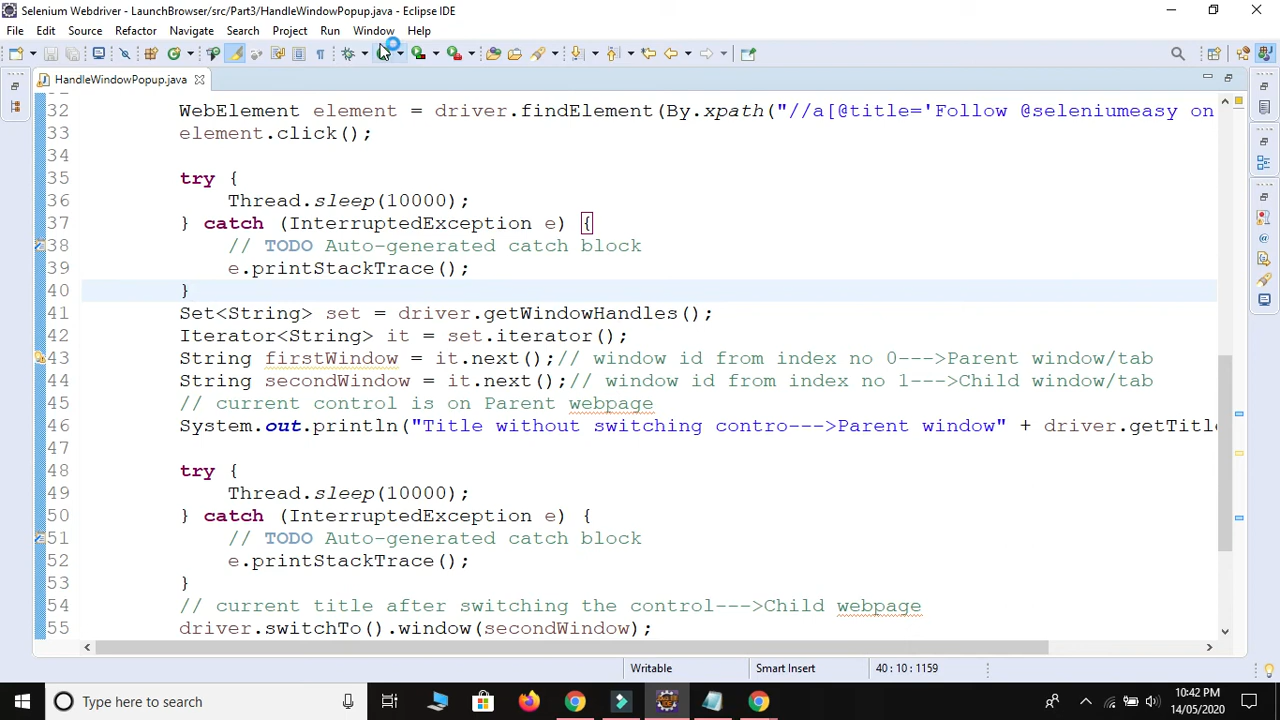 Selenium Webdriver - LaunchBrowser/src/Part3/HandleWindowPopup.java - Eclipse IDE
File Edit Source Refactor Navigate Search Project Run Window Help
HandleWindowPopup.java
32 WebElement element = driver.findElement(By.xpath("//a[@title='Follow @seleniumeasy on
33 element.click();
34
35 try {
36 Thread.sleep(10000);
37 } catch (InterruptedException e) {
38 // TODO Auto-generated catch block
39 e.printStackTrace();
40 }
41 Set<String> set = driver.getWindowHandles();
42 Iterator<String> it = set.iterator();
43 String firstWindow = it.next();// window id from index no 0--->Parent window/tab
44 String secondWindow = it.next();// window id from index no 1--->Child window/tab
45 // current control is on Parent webpage
46 System.out.println("Title without switching contro--->Parent window" + driver.getTitle
47
48 try {
49 Thread.sleep(10000);
50 } catch (InterruptedException e) {
51 // TODO Auto-generated catch block
52 e.printStackTrace();
53 }
54 // current title after switching the control--->Child webpage
55 driver.switchTo().window(secondWindow);
Writable Smart Insert 40 : 10 : 1159
Type here to search
10:42 PM
14/05/2020